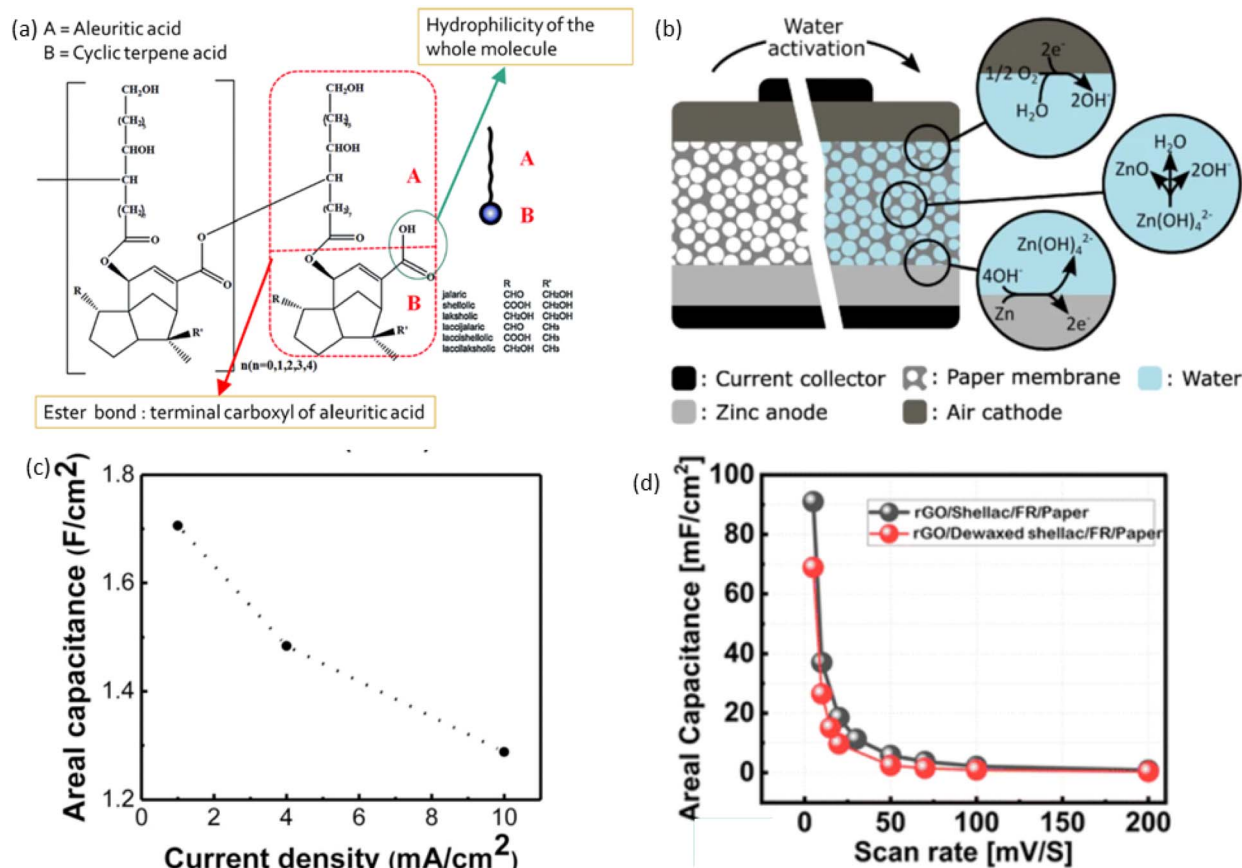 (a) A = Aleuritic acid
B = Cyclic terpene acid
Hydrophilicity of the
whole molecule
CH₂OH
CHOH
CH
O
O
O
O
R
R'
n(n=0,1,2,3,4)
CH₂OH
CHOH
CH
A
O
O
OH
O
B
R
R'
A
B
R R'
jalaric CHO CH₂OH
shellolic COOH CH₂OH
laksholic CH₂OH CH₂OH
laccijalaric CHO CH₃
laccishellolic COOH CH₃
laccilaksholic CH₂OH CH₃
Ester bond : terminal carboxyl of aleuritic acid
(b)
Water
activation
2e⁻
1/2 O₂
H₂O
2OH⁻
H₂O
ZnO
2OH⁻
Zn(OH)₄²⁻
Zn(OH)₄²⁻
4OH⁻
Zn
2e⁻
: Current collector
: Paper membrane
: Water
: Zinc anode
: Air cathode
(c)
1.8
1.6
1.4
1.2
0 2 4 6 8 10
Areal capacitance (F/cm²)
Current density (mA/cm²)
(d)
100
80
60
40
20
0
0 50 100 150 200
Areal Capacitance [mF/cm²]
Scan rate [mV/S]
rGO/Shellac/FR/Paper
rGO/Dewaxed shellac/FR/Paper